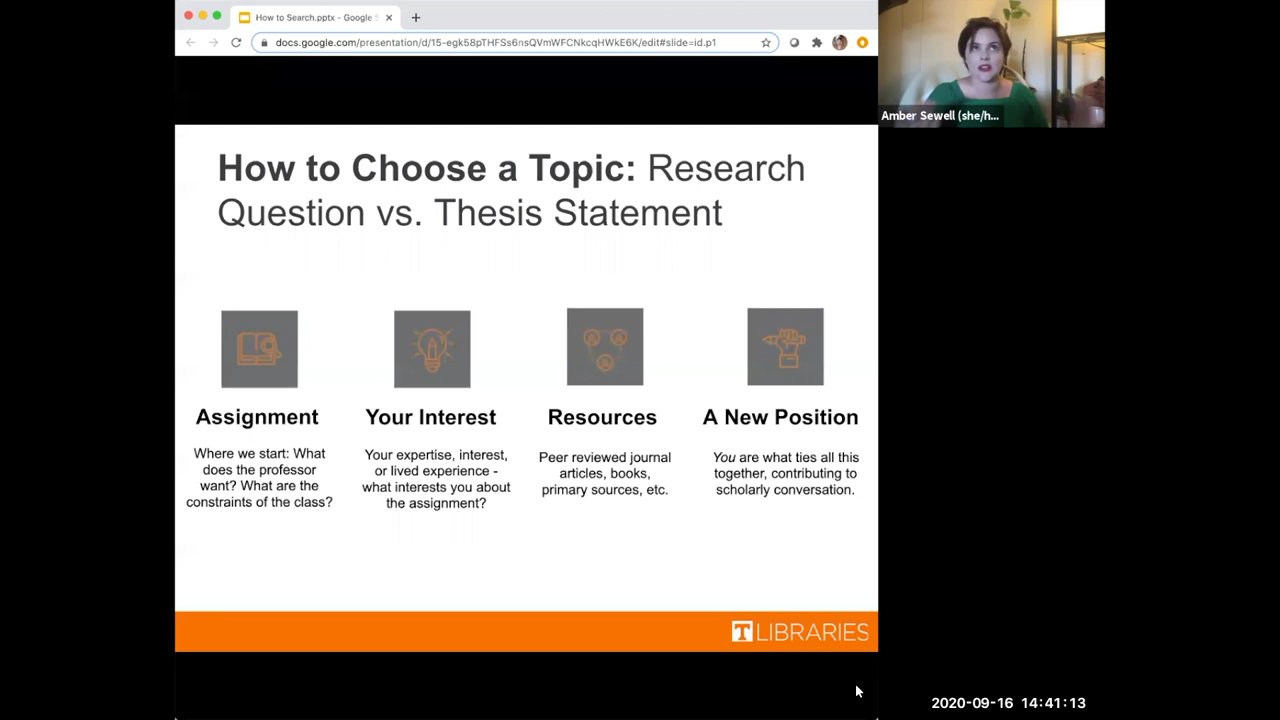 How to Search.pptx - Google S
docs.google.com/presentation/d/15-egk58pTHFSs6nsQVmWFCNkcqHWkE6K/edit#slide=id.p1
Amber Sewell (she/h...
How to Choose a Topic: Research
Question vs. Thesis Statement
Assignment
Where we start: What
does the professor
want? What are the
constraints of the class?
Your Interest
Your expertise, interest,
or lived experience -
what interests you about
the assignment?
Resources
Peer reviewed journal
articles, books,
primary sources, etc.
A New Position
You are what ties all this
together, contributing to
scholarly conversation.
T LIBRARIES
2020-09-16 14:41:13